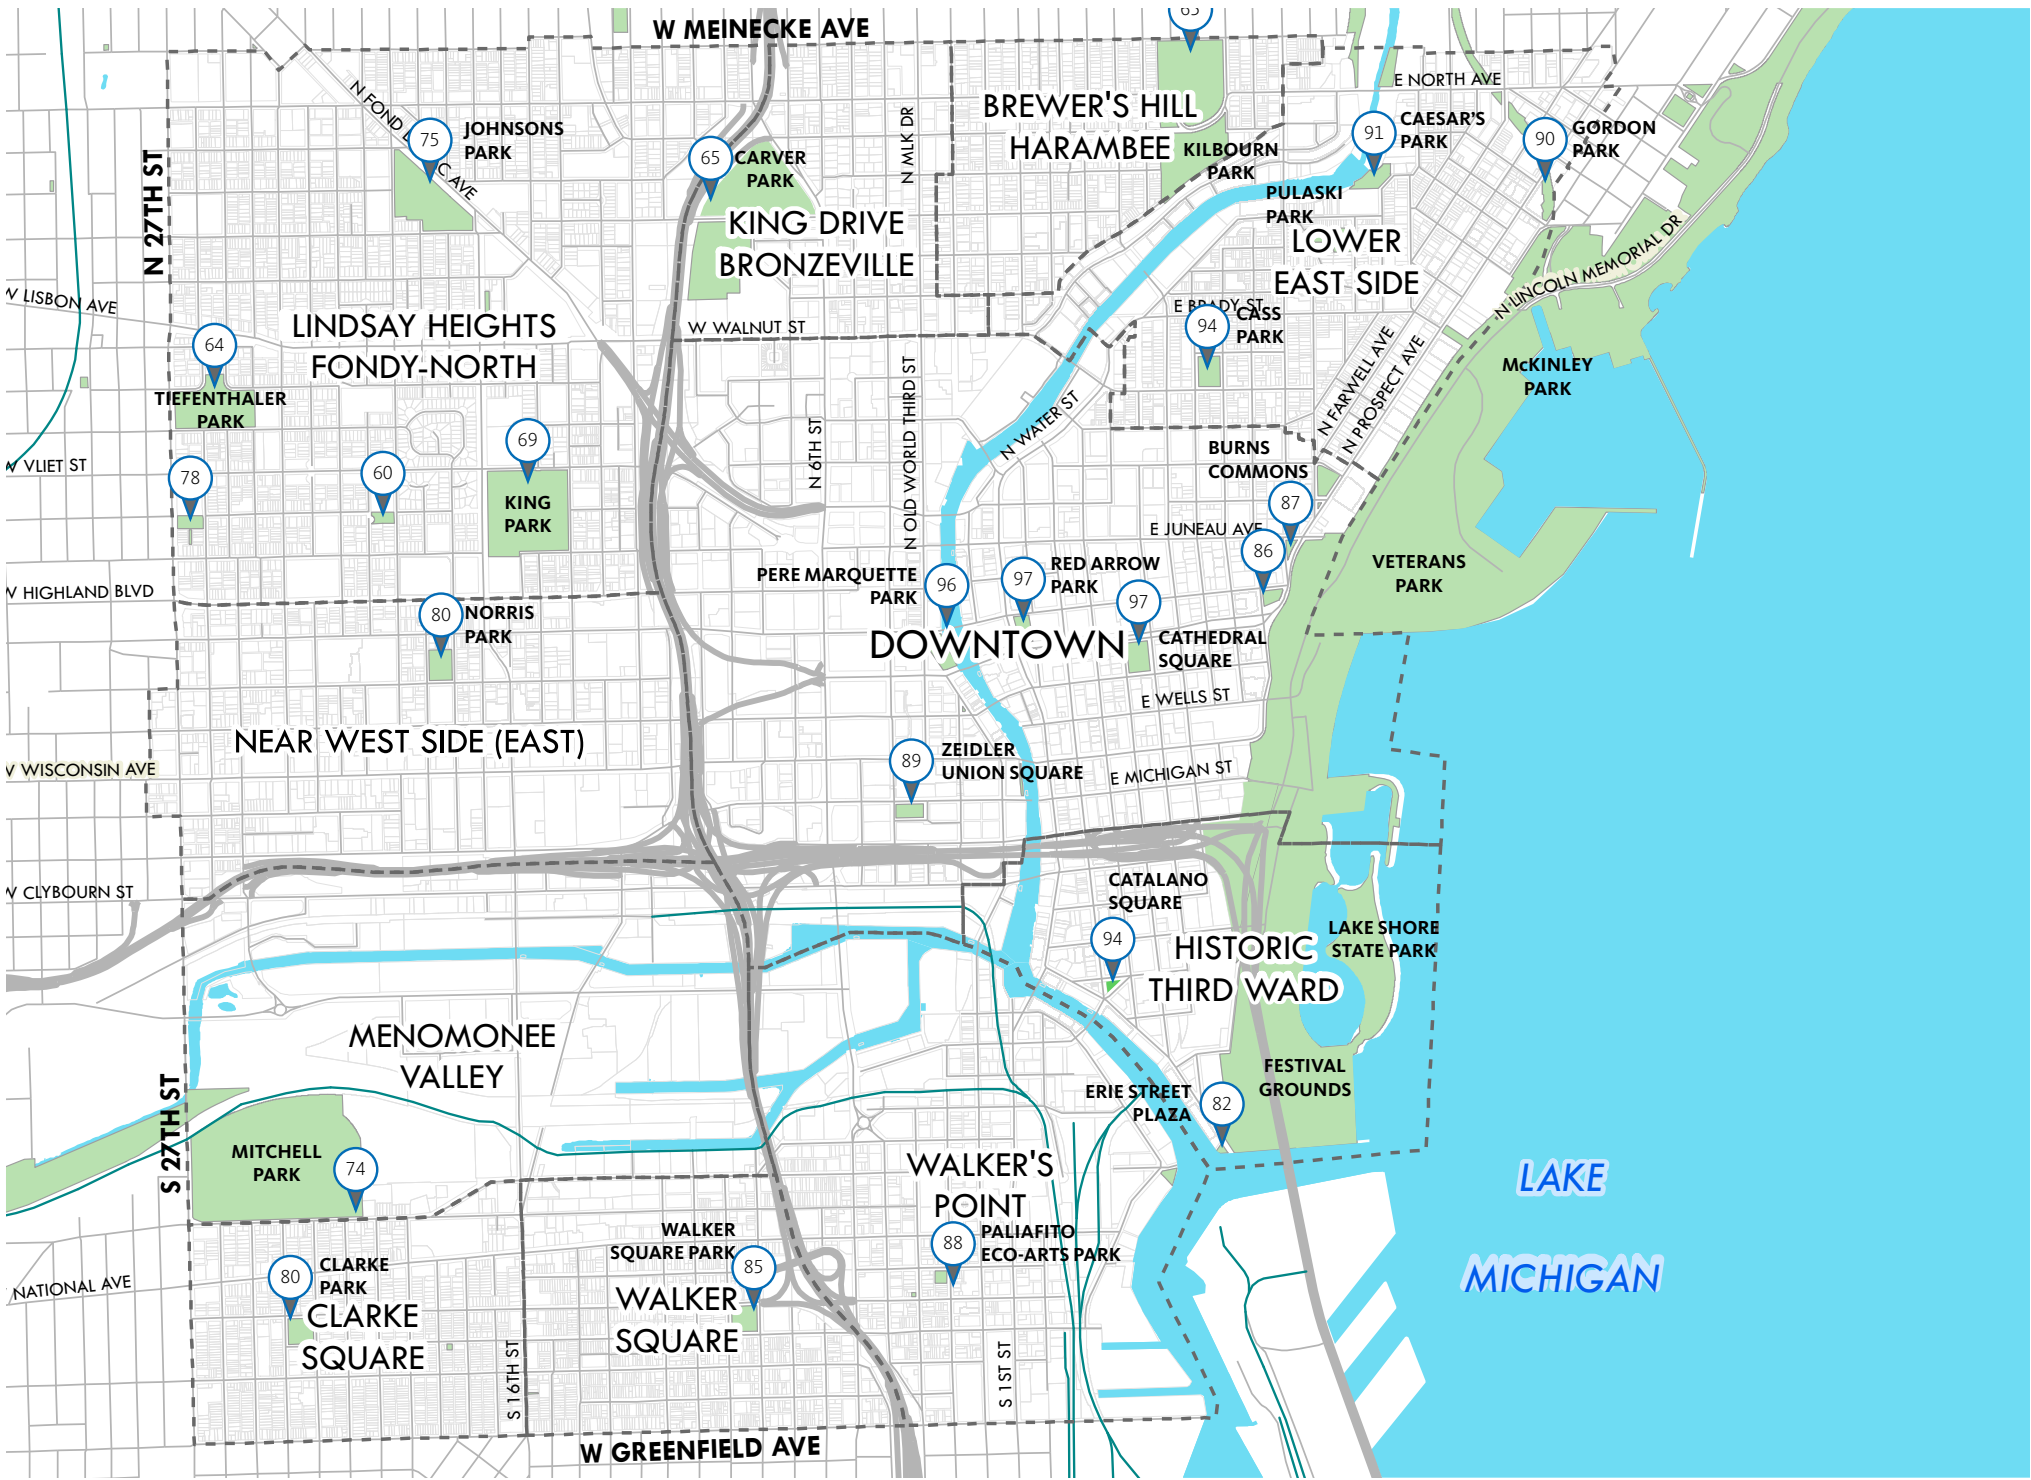 63
W MEINECKE AVE
E NORTH AVE
N FOND
C AVE
75
JOHNSONS
PARK
65
CARVER
PARK
N MLK DR
BREWER'S HILL
HARAMBEE
KILBOURN
PARK
91
CAESAR'S
PARK
90
GORDON
PARK
N 27TH ST
KING DRIVE
BRONZEVILLE
PULASKI
PARK
LOWER
EAST SIDE
N LINCOLN MEMORIAL DR
W LISBON AVE
LINDSAY HEIGHTS
FONDY-NORTH
W WALNUT ST
E BRADY ST
94
CASS
PARK
64
TIEFENTHALER
PARK
N FARWELL AVE
N PROSPECT AVE
McKINLEY
PARK
N 6TH ST
N OLD WORLD THIRD ST
N WATER ST
W VLIET ST
78
60
69
KING
PARK
BURNS
COMMONS
87
E JUNEAU AVE
86
VETERANS
PARK
W HIGHLAND BLVD
80
NORRIS
PARK
PERE MARQUETTE
PARK
96
97
RED ARROW
PARK
97
CATHEDRAL
SQUARE
DOWNTOWN
E WELLS ST
NEAR WEST SIDE (EAST)
89
ZEIDLER
UNION SQUARE
E MICHIGAN ST
W WISCONSIN AVE
W CLYBOURN ST
CATALANO
SQUARE
94
HISTORIC
THIRD WARD
LAKE SHORE
STATE PARK
MENOMONEE
VALLEY
FESTIVAL
GROUNDS
ERIE STREET
PLAZA
82
S 27TH ST
MITCHELL
PARK
74
WALKER'S
POINT
LAKE
MICHIGAN
WALKER
SQUARE PARK
85
88
PALIAFITO
ECO-ARTS PARK
NATIONAL AVE
80
CLARKE
PARK
CLARKE
SQUARE
WALKER
SQUARE
S 16TH ST
S 1ST ST
W GREENFIELD AVE